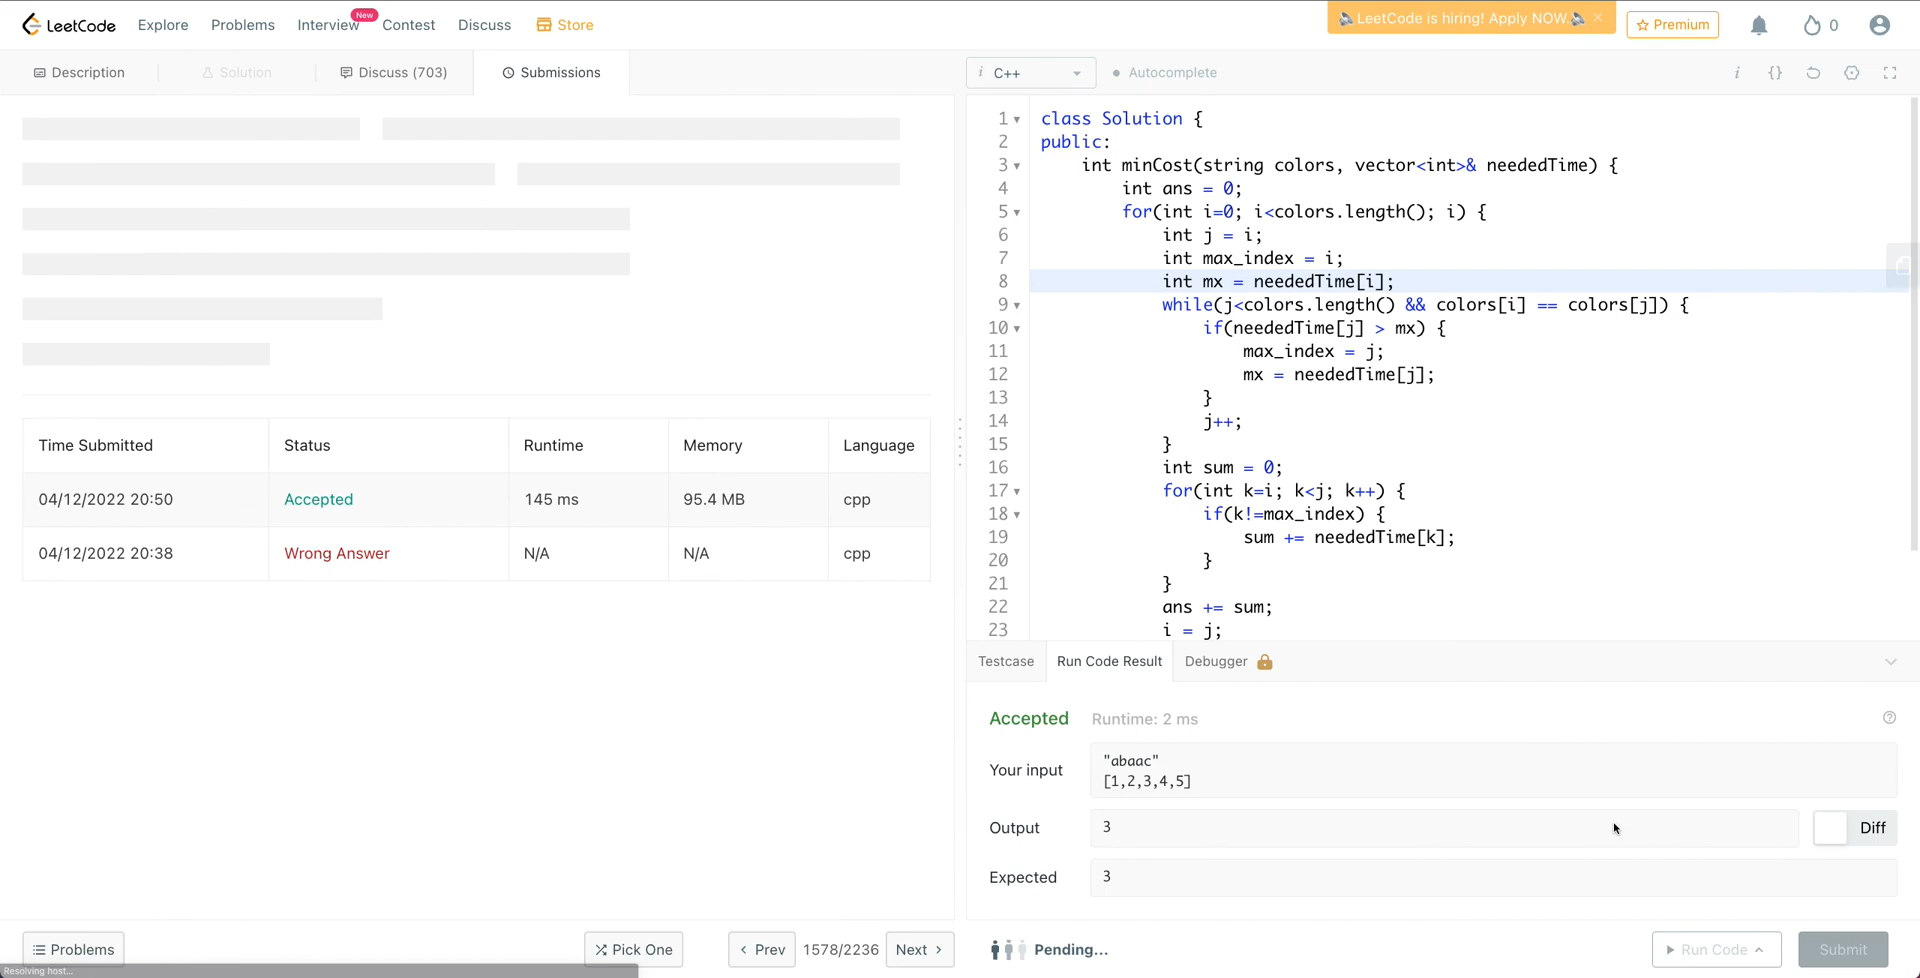 LeetCode
Explore
Problems
Interview
New
Contest
Discuss
Store
LeetCode is hiring! Apply NOW.
Premium
0
Description
Solution
Discuss (703)
Submissions
i C++
Autocomplete
Time Submitted Status Runtime Memory Language
04/12/2022 20:50 Accepted 145 ms 95.4 MB cpp
04/12/2022 20:38 Wrong Answer N/A N/A cpp
1 class Solution {
2 public:
3 int minCost(string colors, vector<int>& neededTime) {
4 int ans = 0;
5 for(int i=0; i<colors.length(); i) {
6 int j = i;
7 int max_index = i;
8 int mx = neededTime[i];
9 while(j<colors.length() && colors[i] == colors[j]) {
10 if(neededTime[j] > mx) {
11 max_index = j;
12 mx = neededTime[j];
13 }
14 j++;
15 }
16 int sum = 0;
17 for(int k=i; k<j; k++) {
18 if(k!=max_index) {
19 sum += neededTime[k];
20 }
21 }
22 ans += sum;
23 i = j;
Testcase
Run Code Result
Debugger
Accepted Runtime: 2 ms
Your input
"abaac"
[1,2,3,4,5]
Output
3
Diff
Expected
3
Problems
Pick One
Prev
1578/2236
Next
Pending...
Run Code
Submit
Resolving host...